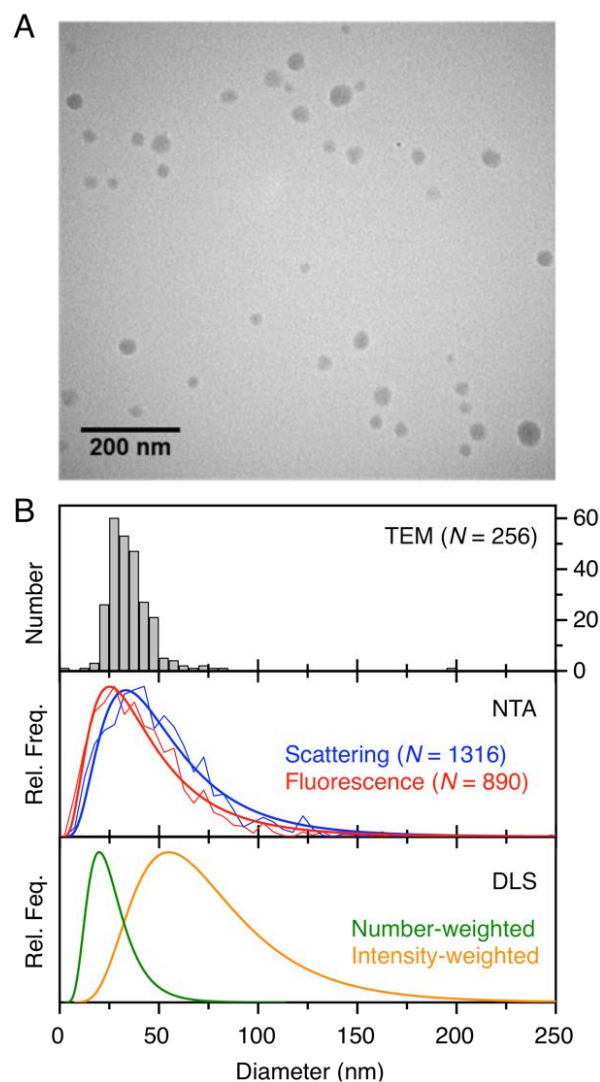 A
200 nm
B
TEM (N = 256)
Number
60
40
20
0
NTA
Scattering (N = 1316)
Fluorescence (N = 890)
Rel. Freq.
DLS
Number-weighted
Intensity-weighted
Rel. Feq.
0 50 100 150 200 250
Diameter (nm)